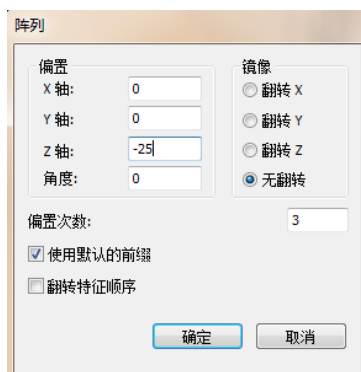 阵列
偏置
镜像
X 轴: 0
翻转 X
Y 轴: 0
翻转 Y
Z 轴: -25
翻转 Z
角度: 0
无翻转
偏置次数: 3
使用默认的前缀
翻转特征顺序
确定
取消